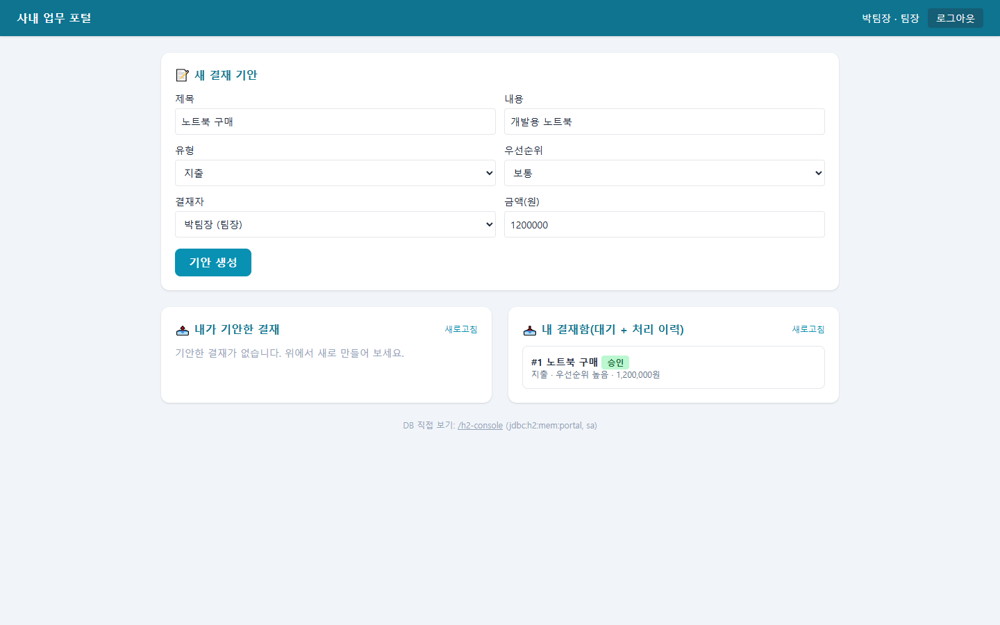 사내 업무 포털
박팀장 · 팀장
로그아웃
새 결재 기안
제목
내용
노트북 구매
개발용 노트북
유형
우선순위
지출
보통
결재자
금액(원)
박팀장 (팀장)
1200000
기안 생성
내가 기안한 결재
새로고침
기안한 결재가 없습니다. 위에서 새로 만들어 보세요.
내 결재함(대기 + 처리 이력)
새로고침
#1 노트북 구매 승인
지출 · 우선순위 높음 · 1,200,000원
DB 직접 보기: /h2-console (jdbc:h2:mem:portal, sa)